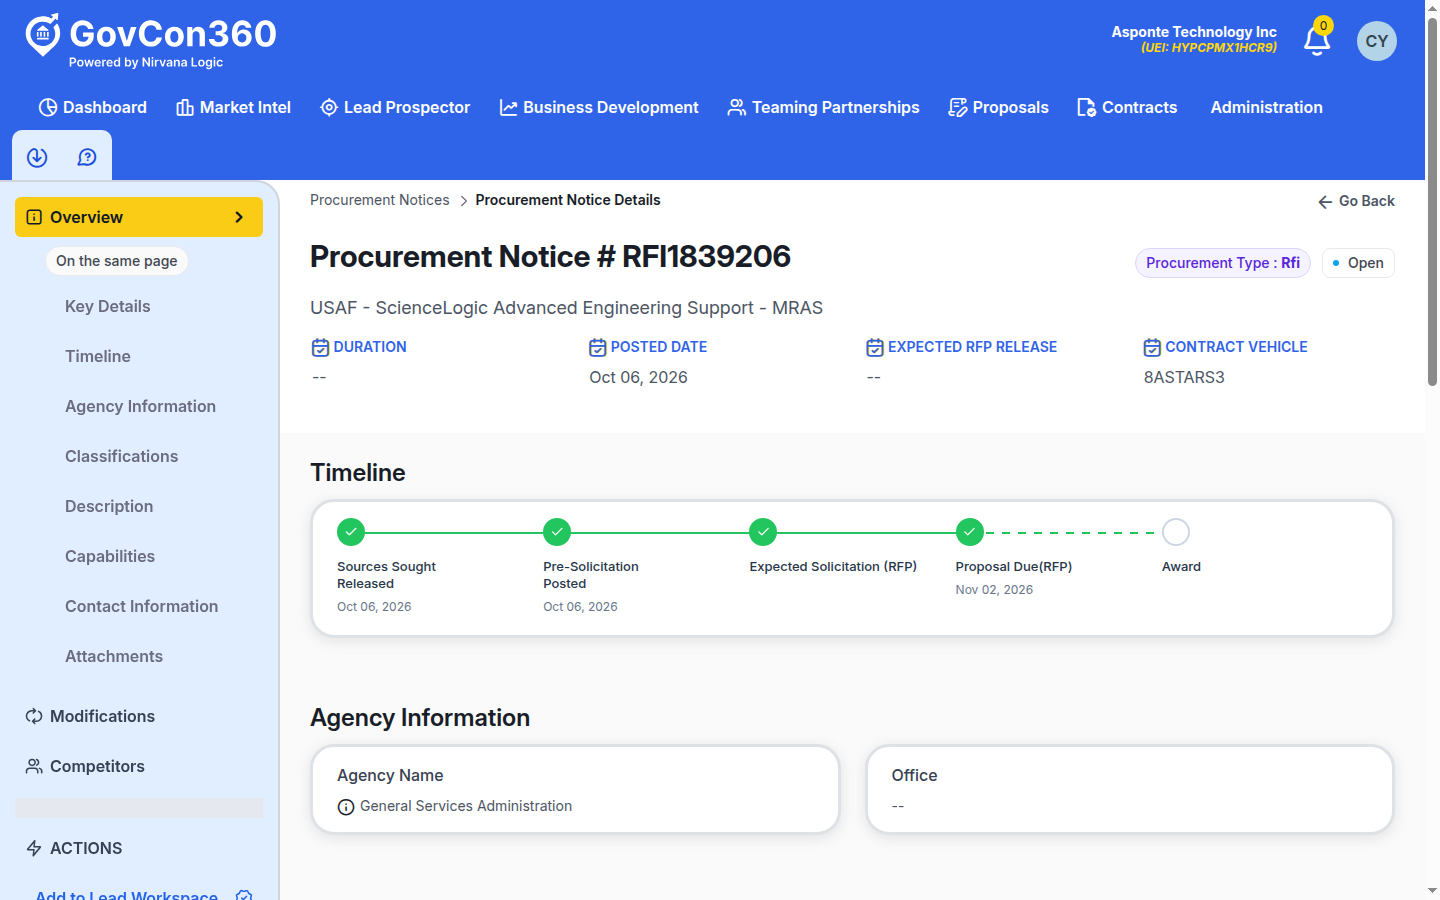 GovCon360
Powered by Nirvana Logic
Asponte Technology Inc
(UEI: HYPCPMX1HCR9)
0
CY
Dashboard
Market Intel
Lead Prospector
Business Development
Teaming Partnerships
Proposals
Contracts
Administration
Overview
On the same page
Key Details
Timeline
Agency Information
Classifications
Description
Capabilities
Contact Information
Attachments
Modifications
Competitors
ACTIONS
Add to Lead Workspace
Procurement Notices > Procurement Notice Details
Go Back
Procurement Notice # RFI1839206
Procurement Type : Rfi
Open
USAF - ScienceLogic Advanced Engineering Support - MRAS
DURATION
--
POSTED DATE
Oct 06, 2026
EXPECTED RFP RELEASE
--
CONTRACT VEHICLE
8ASTARS3
Timeline
Sources Sought
Released
Oct 06, 2026
Pre-Solicitation
Posted
Oct 06, 2026
Expected Solicitation (RFP)
Proposal Due(RFP)
Nov 02, 2026
Award
Agency Information
Agency Name
General Services Administration
Office
--